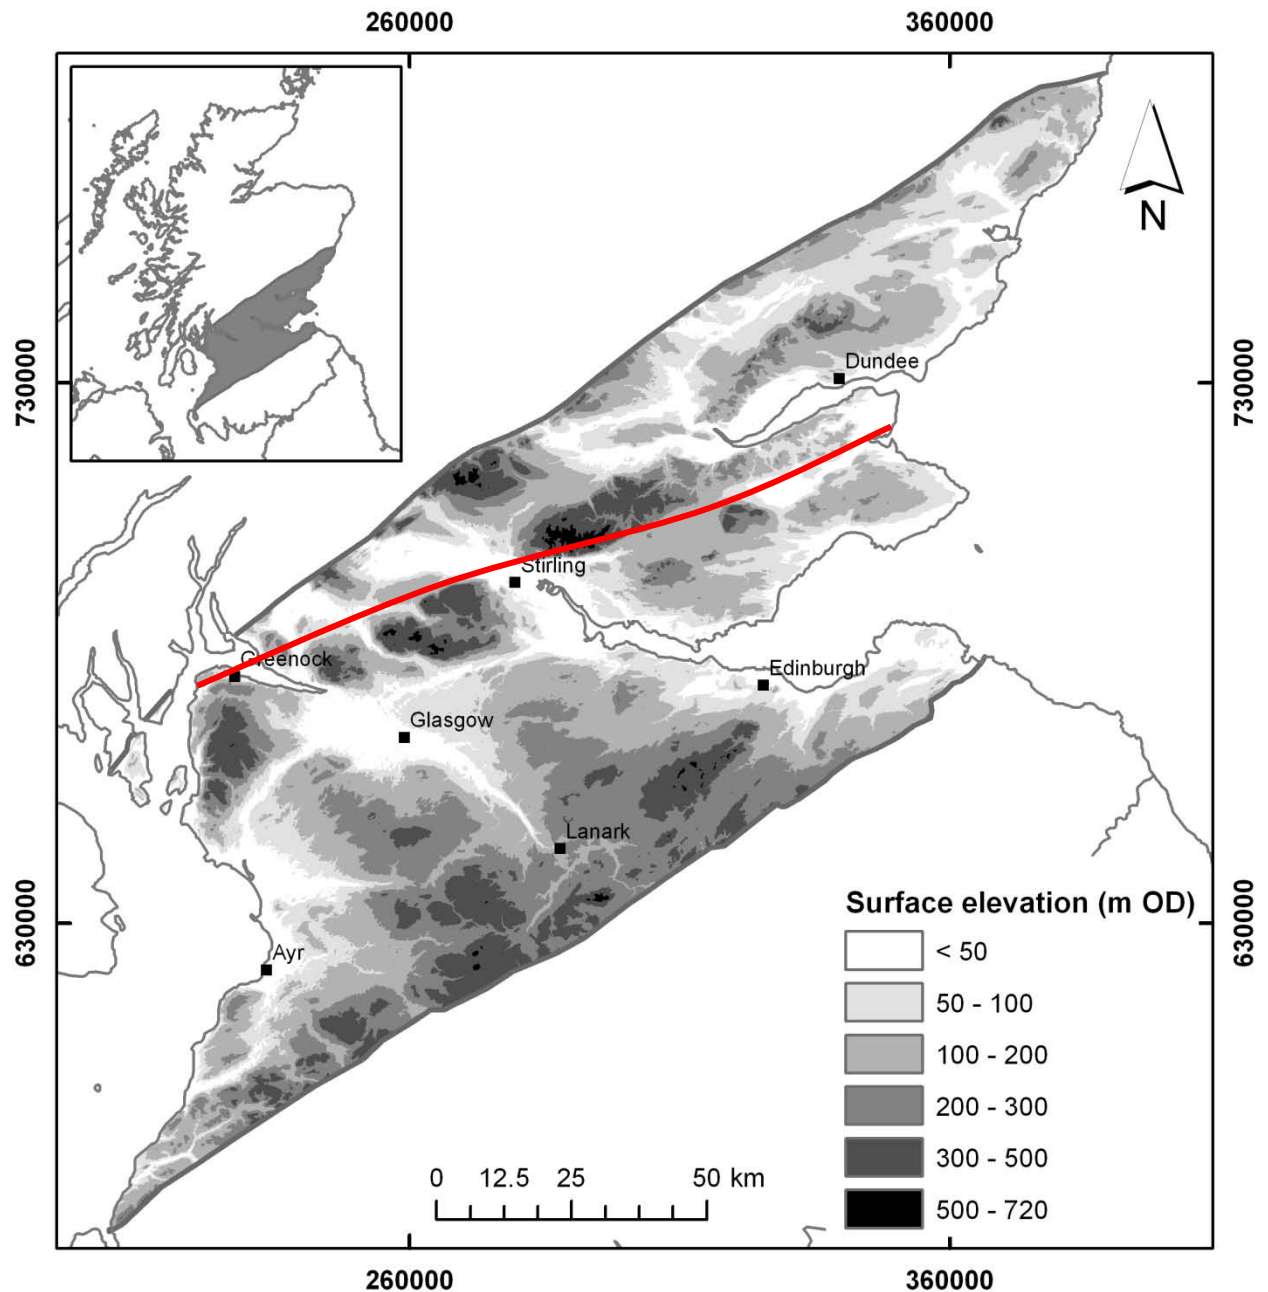 260000 360000
N
730000 730000
Dundee
Stirling
Greenock
Edinburgh
Glasgow
Lanark
Ayr
630000 630000
Surface elevation (m OD)
< 50
50 - 100
100 - 200
200 - 300
300 - 500
500 - 720
0 12.5 25 50 km
260000 360000